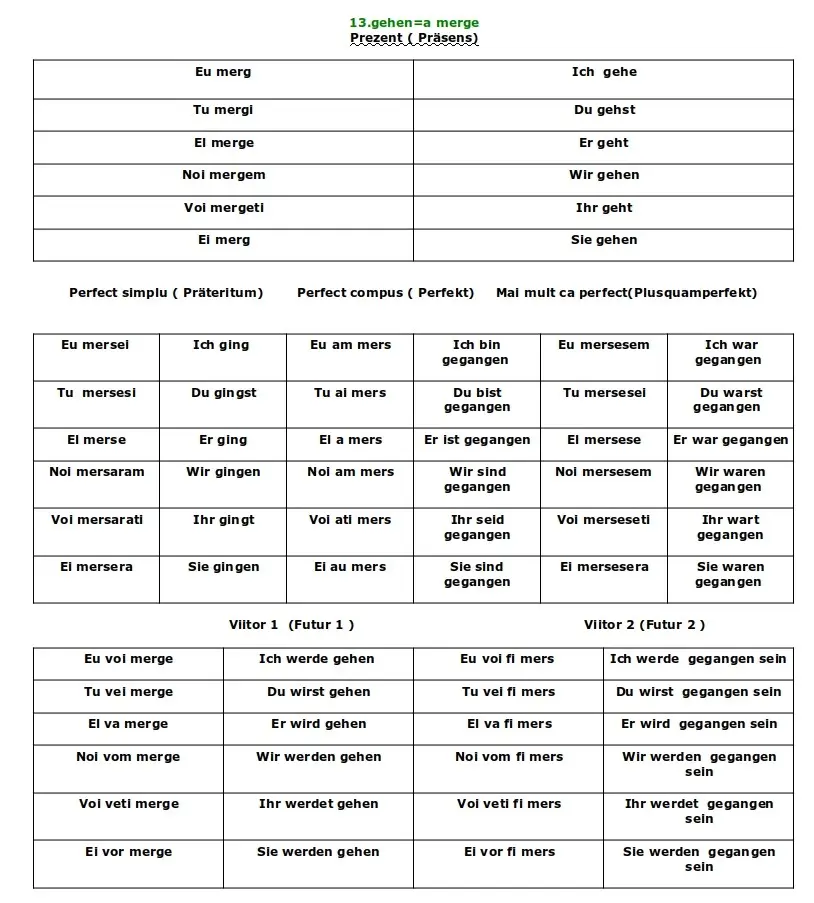 13.gehen=a merge
Prezent ( Präsens)
Eu merg Ich gehe
Tu mergi Du gehst
El merge Er geht
Noi mergem Wir gehen
Voi mergeti Ihr geht
Ei merg Sie gehen
Perfect simplu ( Präteritum) Perfect compus ( Perfekt) Mai mult ca perfect(Plusquamperfekt)
Eu mersei Ich ging Eu am mers Ich bin gegangen Eu mersesem Ich war gegangen
Tu mersesi Du gingst Tu ai mers Du bist gegangen Tu mersesei Du warst gegangen
El merse Er ging El a mers Er ist gegangen El mersese Er war gegangen
Noi mersaram Wir gingen Noi am mers Wir sind gegangen Noi mersesem Wir waren gegangen
Voi mersarati Ihr gingt Voi ati mers Ihr seid gegangen Voi merseseti Ihr wart gegangen
Ei mersera Sie gingen Ei au mers Sie sind gegangen Ei mersesera Sie waren gegangen
Viitor 1 (Futur 1 ) Viitor 2 (Futur 2 )
Eu voi merge Ich werde gehen Eu voi fi mers Ich werde gegangen sein
Tu vei merge Du wirst gehen Tu vei fi mers Du wirst gegangen sein
El va merge Er wird gehen El va fi mers Er wird gegangen sein
Noi vom merge Wir werden gehen Noi vom fi mers Wir werden gegangen sein
Voi veti merge Ihr werdet gehen Voi veti fi mers Ihr werdet gegangen sein
Ei vor merge Sie werden gehen Ei vor fi mers Sie werden gegangen sein